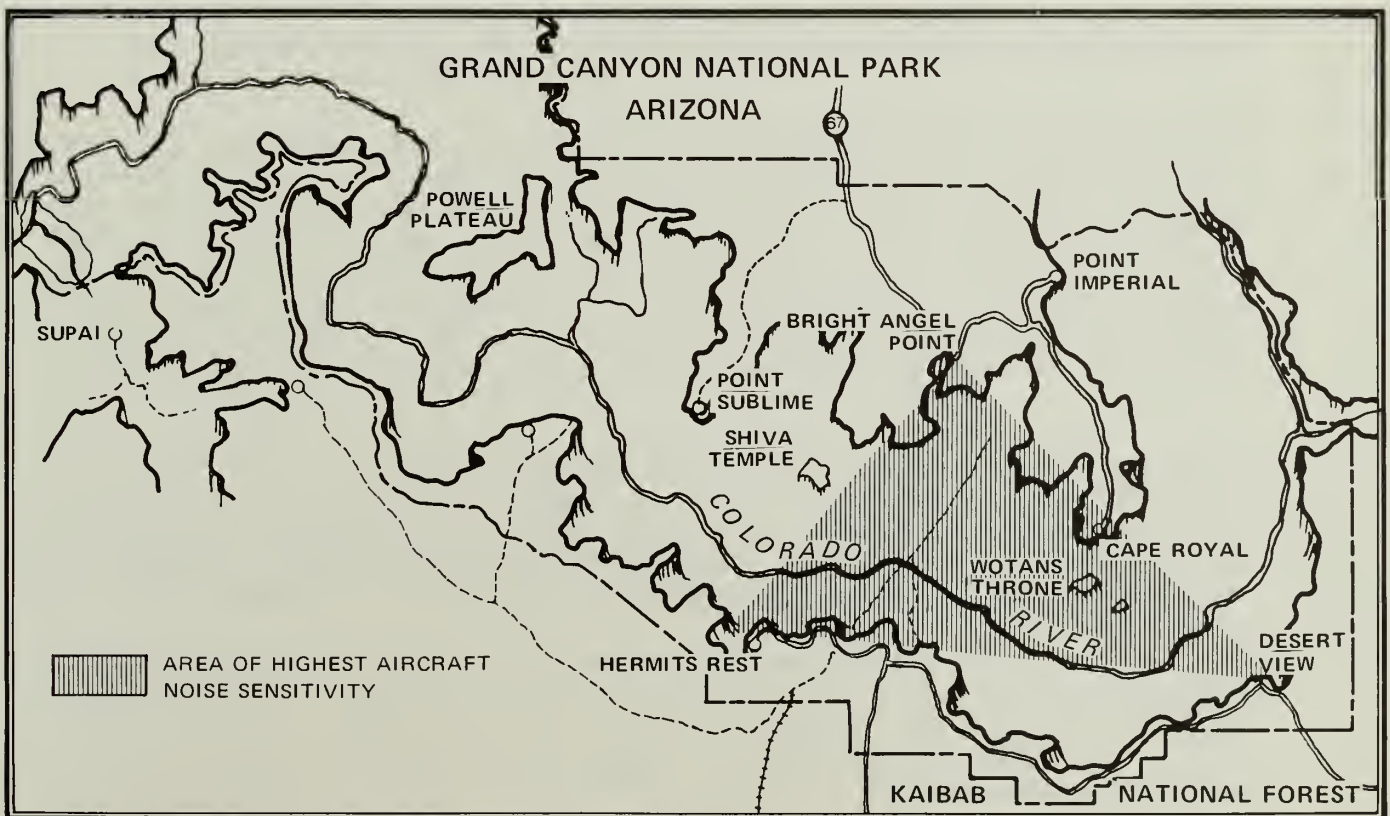 GRAND CANYON NATIONAL PARK
ARIZONA
67
POWELL
PLATEAU
POINT
IMPERIAL
SUPAI
BRIGHT ANGEL
POINT
POINT
SUBLIME
SHIVA
TEMPLE
COLORADO
RIVER
CAPE ROYAL
WOTANS
THRONE
DESERT
VIEW
HERMITS REST
AREA OF HIGHEST AIRCRAFT
NOISE SENSITIVITY
KAIBAB NATIONAL FOREST